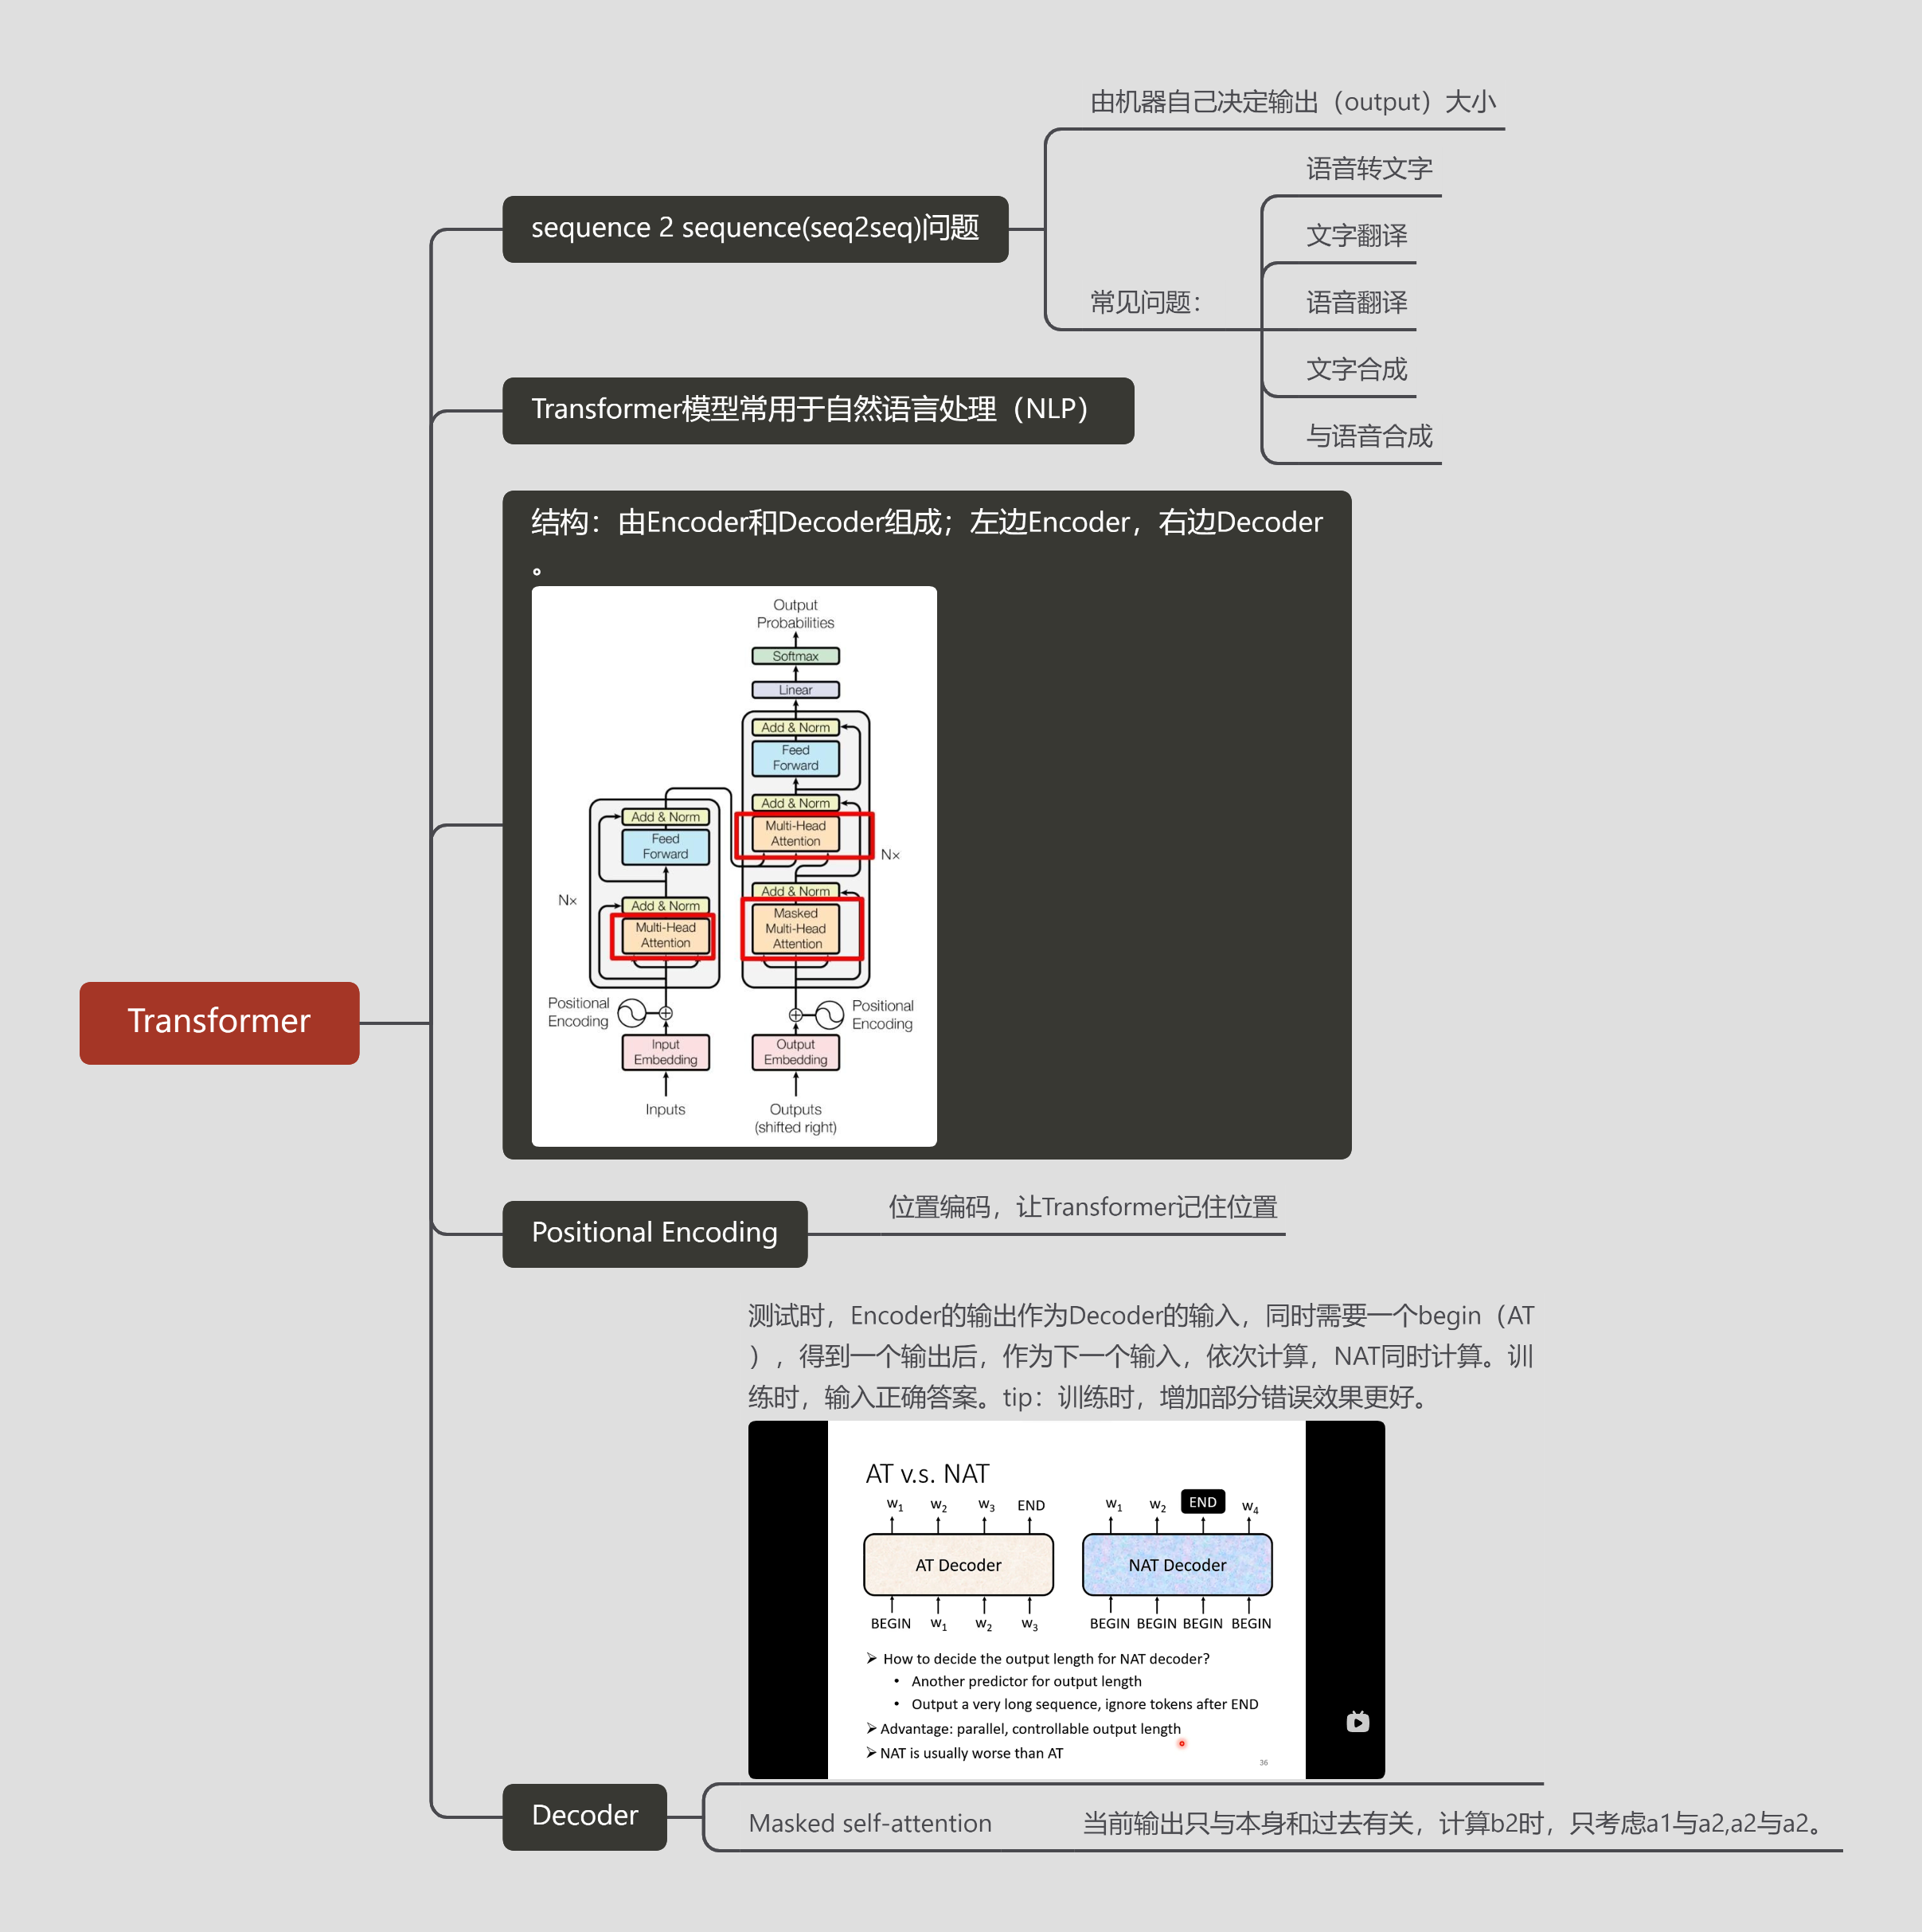 Transformer
sequence 2 sequence(seq2seq)问题
由机器自己决定输出（output）大小
常见问题：
语音转文字
文字翻译
语音翻译
文字合成
与语音合成
Transformer模型常用于自然语言处理（NLP）
结构：由Encoder和Decoder组成；左边Encoder，右边Decoder
。
Output
Probabilities
Softmax
Linear
Add & Norm
Feed
Forward
Add & Norm
Multi-Head
Attention
Nx
Add & Norm
Masked
Multi-Head
Attention
Add & Norm
Feed
Forward
Nx
Add & Norm
Multi-Head
Attention
Positional
Encoding
Positional
Encoding
Input
Embedding
Output
Embedding
Inputs
Outputs
(shifted right)
Positional Encoding
位置编码，让Transformer记住位置
Decoder
测试时，Encoder的输出作为Decoder的输入，同时需要一个begin（AT
），得到一个输出后，作为下一个输入，依次计算，NAT同时计算。训
练时，输入正确答案。tip：训练时，增加部分错误效果更好。
AT v.s. NAT
w1 w2 w3 END
AT Decoder
BEGIN w1 w2 w3
w1 w2 END w4
NAT Decoder
BEGIN BEGIN BEGIN BEGIN
➢ How to decide the output length for NAT decoder?
• Another predictor for output length
• Output a very long sequence, ignore tokens after END
➢ Advantage: parallel, controllable output length
➢ NAT is usually worse than AT
36
Masked self-attention
当前输出只与本身和过去有关，计算b2时，只考虑a1与a2,a2与a2。